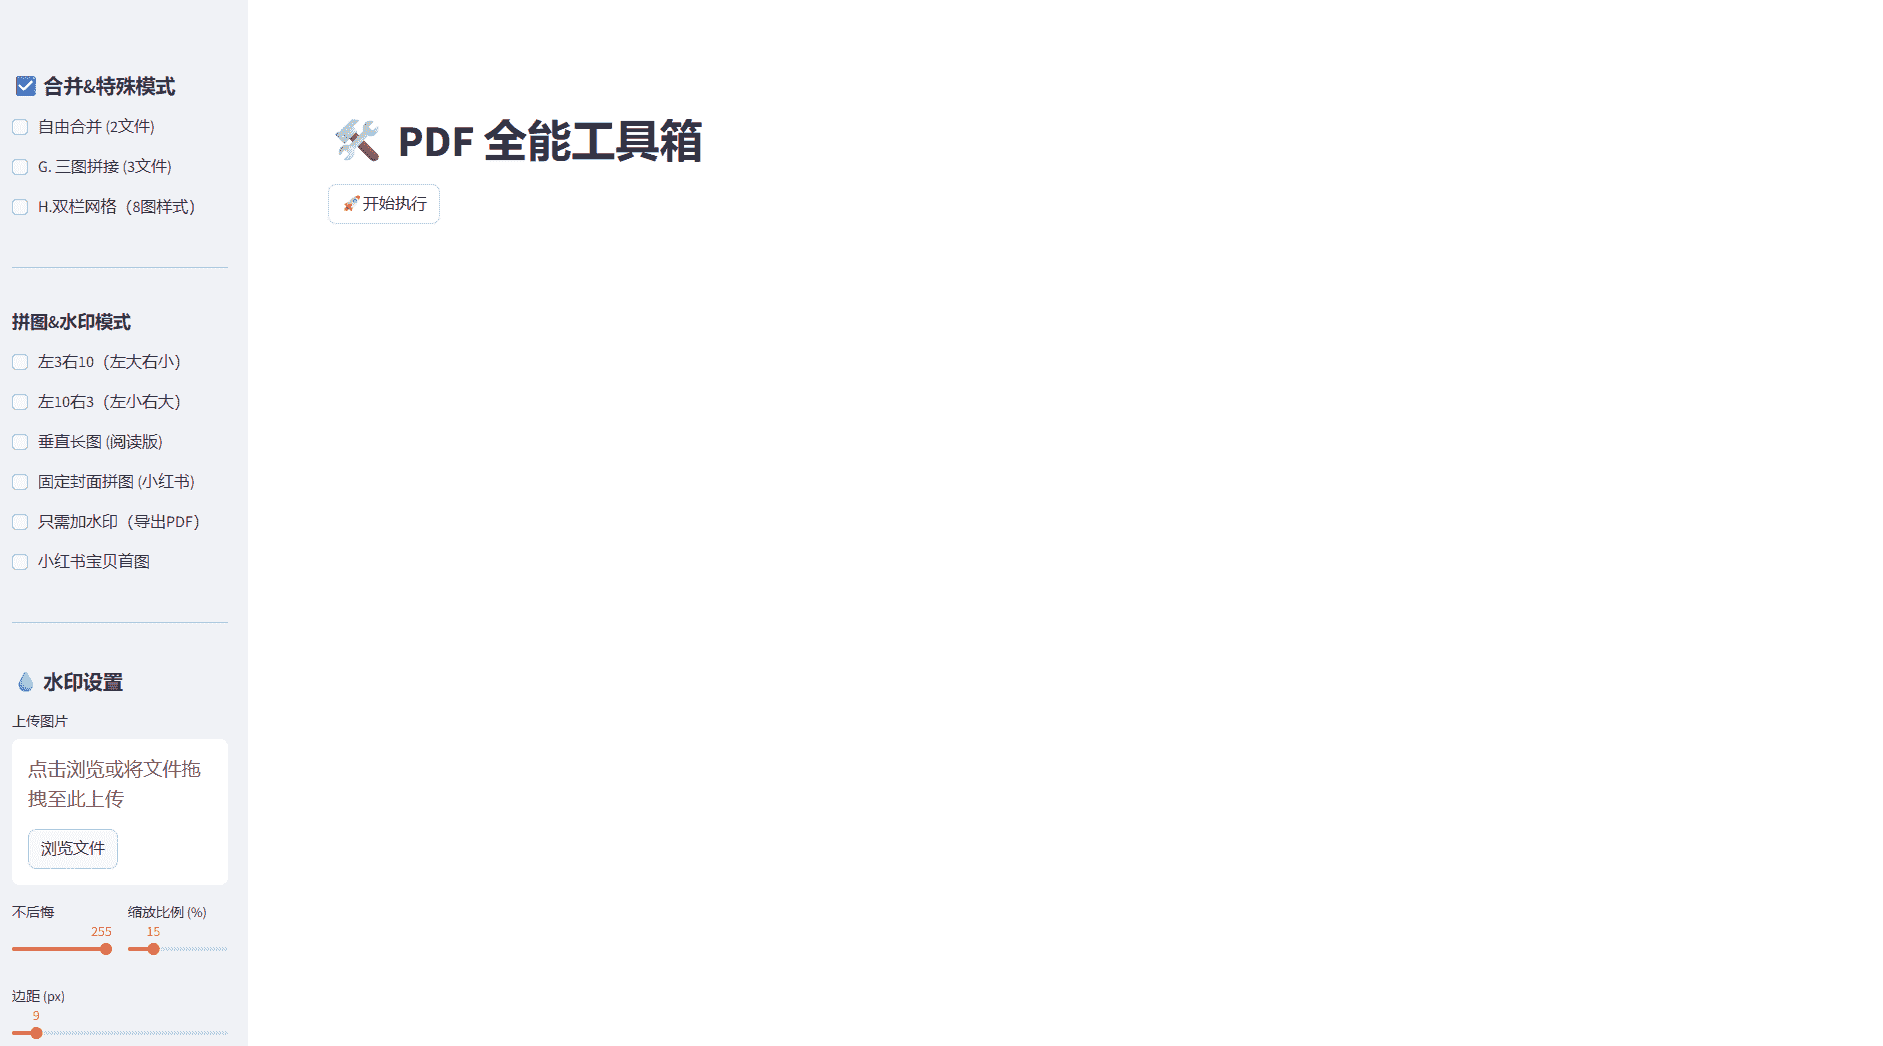 合并&特殊模式
自由合并 (2文件)
G. 三图拼接 (3文件)
H.双栏网格（8图样式）
拼图&水印模式
左3右10（左大右小）
左10右3（左小右大）
垂直长图 (阅读版)
固定封面拼图 (小红书)
只需加水印（导出PDF）
小红书宝贝首图
水印设置
上传图片
点击浏览或将文件拖
拽至此上传
浏览文件
不后悔 缩放比例 (%)
255 15
边距 (px)
9
PDF 全能工具箱
开始执行